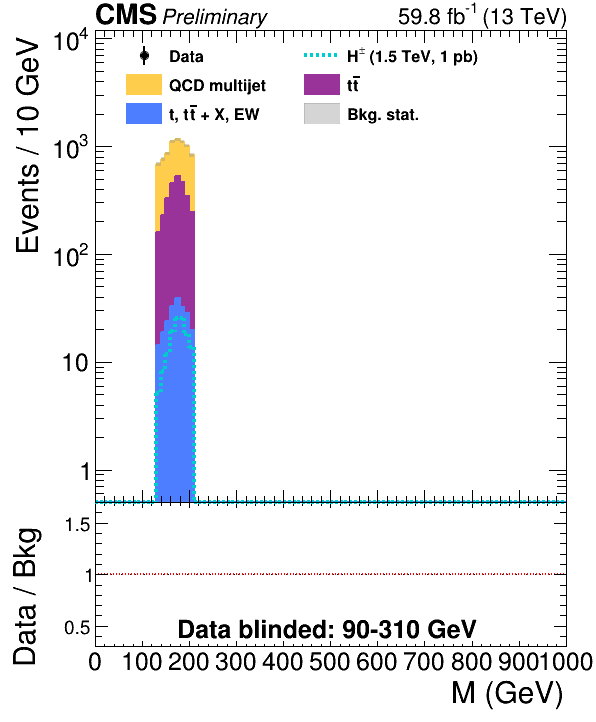 CMS Preliminary 59.8 fb⁻¹ (13 TeV)
Events / 10 GeV
10⁴
10³
10²
10
1
Data
H± (1.5 TeV, 1 pb)
QCD multijet
tt̄
t, tt̄ + X, EW
Bkg. stat.
Data / Bkg
1.5
1
0.5
Data blinded: 90-310 GeV
0 100 200 300 400 500 600 700 800 900 1000
M (GeV)